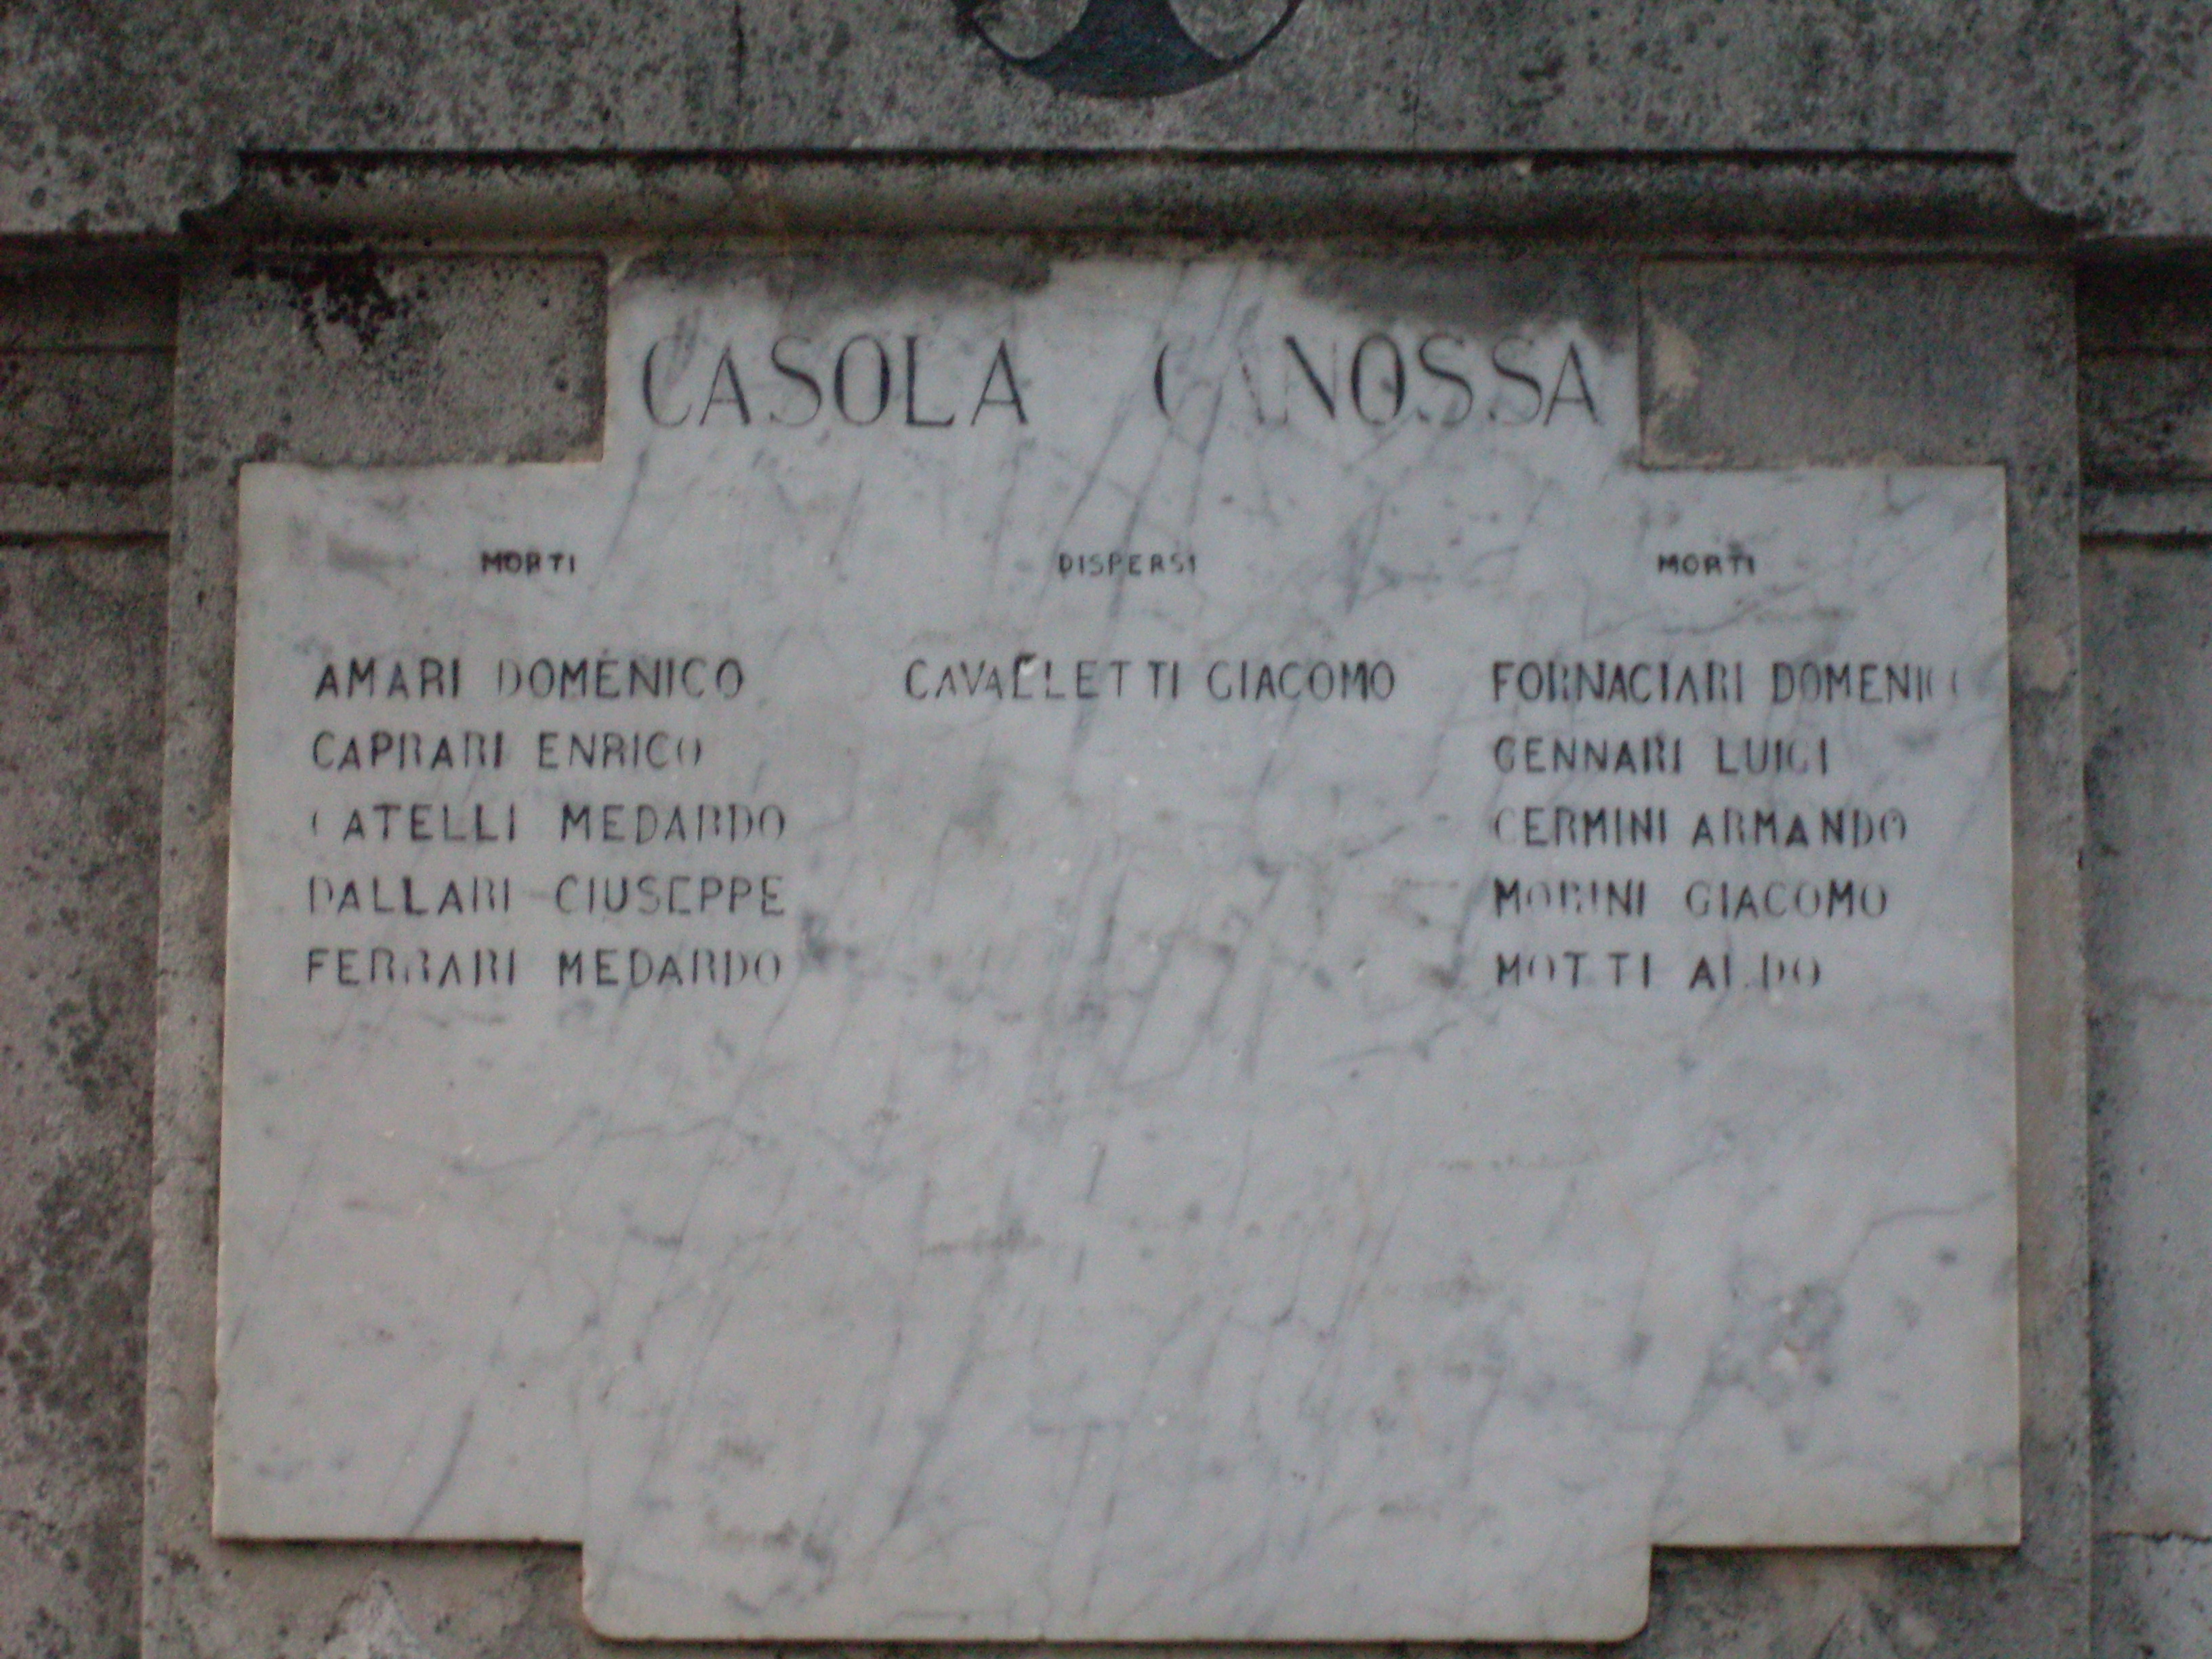 CASOLA CANOSSA
MORTI
AMARI DOMENICO
CAPRARI ENRICO
CATELLI MEDARDO
DALLARI GIUSEPPE
FERRARI MEDARDO
DISPERSI
CAVALLETTI GIACOMO
MORTI
FORNACIARI DOMENICO
GENNARI LUIGI
GERMINI ARMANDO
MORINI GIACOMO
MOTTI ALDO